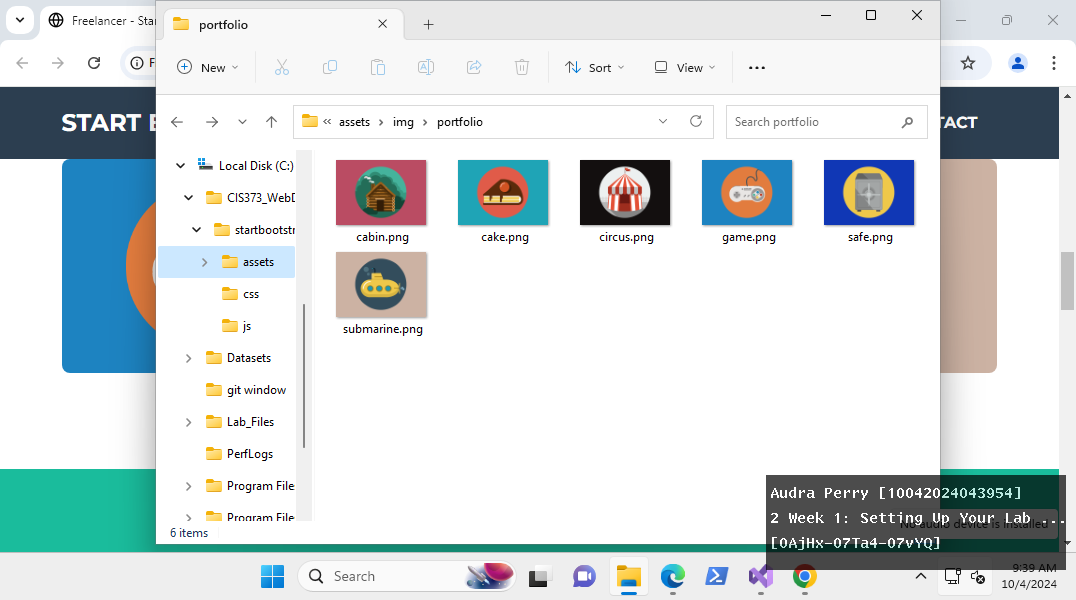 Freelancer - Star
portfolio
New
Sort
View
F
START B
TACT
assets
img
portfolio
Search portfolio
Local Disk (C:)
CIS373_WebD
startbootstr
assets
css
js
Datasets
git window
Lab_Files
PerfLogs
Program File
Program File
cabin.png
cake.png
circus.png
game.png
safe.png
submarine.png
6 items
Audra Perry [10042024043954]
2 Week 1: Setting Up Your Lab ...
No audio device is installed
[0AjHx-07Ta4-07vYQ]
Search
9:39 AM
10/4/2024